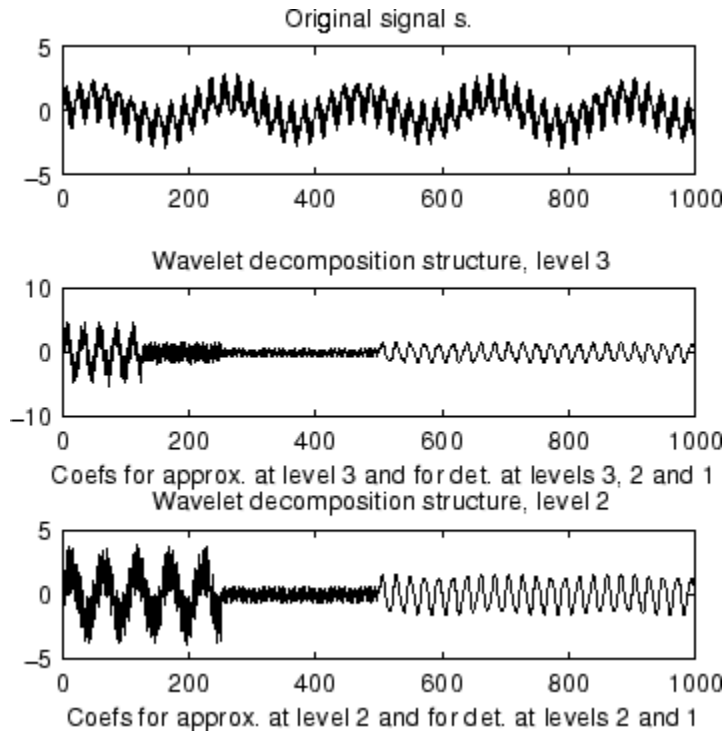 Original signal s.
5
0
−5
0 200 400 600 800 1000
Wavelet decomposition structure, level 3
10
0
−10
0 200 400 600 800 1000
Coefs for approx. at level 3 and for det. at levels 3, 2 and 1
Wavelet decomposition structure, level 2
5
0
−5
0 200 400 600 800 1000
Coefs for approx. at level 2 and for det. at levels 2 and 1